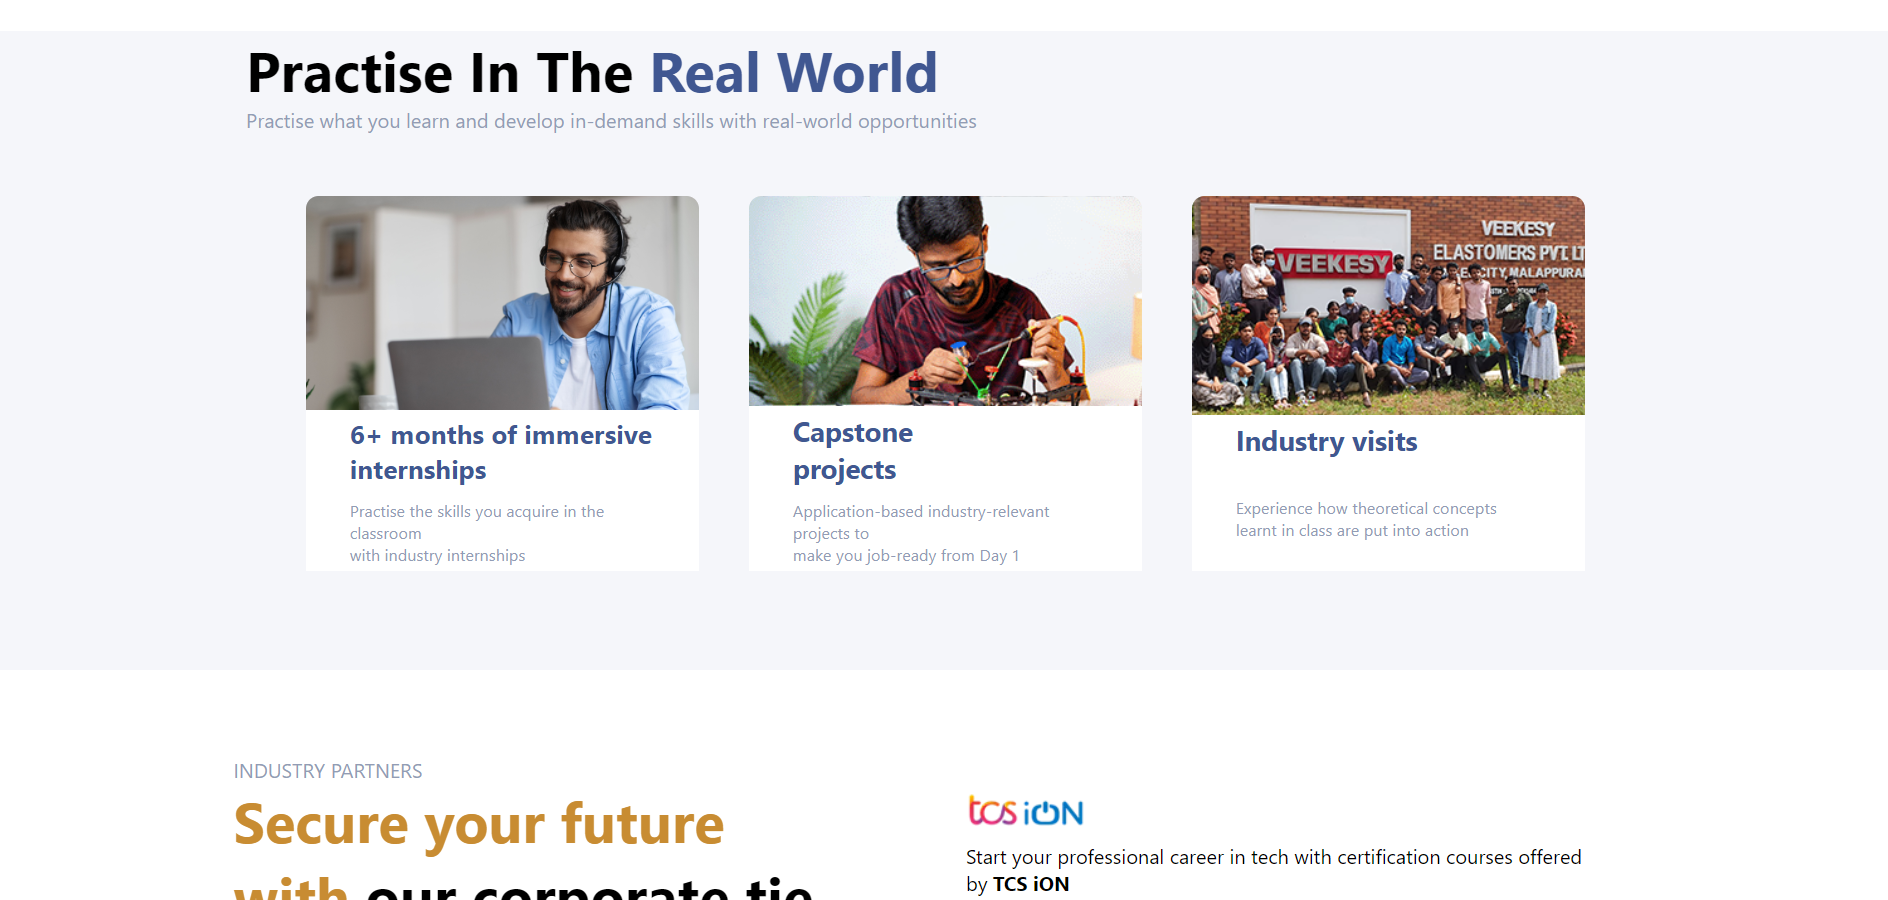 Practise In The Real World
Practise what you learn and develop in-demand skills with real-world opportunities
VEEKESY
VEEKESY
ELASTOMERS PVT LT
CITY, MALAPPURA
6+ months of immersive
internships
Practise the skills you acquire in the
classroom
with industry internships
Capstone
projects
Application-based industry-relevant
projects to
make you job-ready from Day 1
Industry visits
Experience how theoretical concepts
learnt in class are put into action
INDUSTRY PARTNERS
Secure your future
with our corporate tie
tcs iON
Start your professional career in tech with certification courses offered
by TCS iON